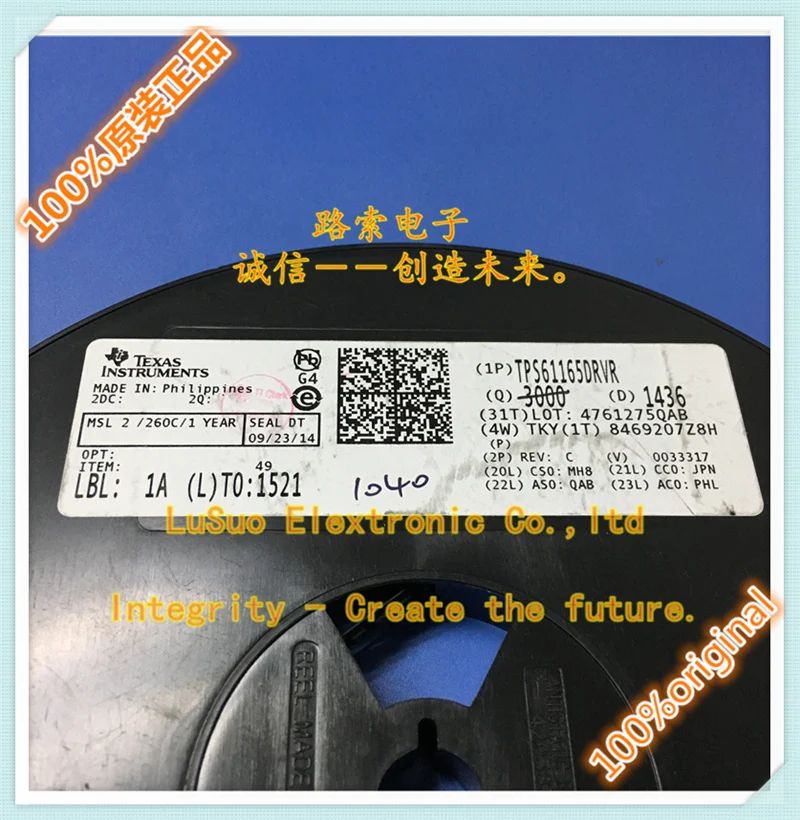 100%原装正品
路索电子
诚信——创造未来。
TEXAS
INSTRUMENTS
MADE IN: Philippines
2DC: 2Q:
Pb
G4
e
MSL 2 /260C/1 YEAR
SEAL DT
09/23/14
OPT:
ITEM: 49
LBL: 1A (L)TO:1521
1040
(1P) TPS61165DRVR
(Q) 3000 (D) 1436
(31T)LOT: 4761275QAB
(4W) TKY(1T) 8469207Z8H
(P)
(2P) REV: C (V) 0033317
(20L) CSO: MH8 (21L) CCO: JPN
(22L) ASO: QAB (23L) ACO: PHL
LuSuo Elextronic Co.,ltd
Integrity - Create the future.
REEL MADE
100%original